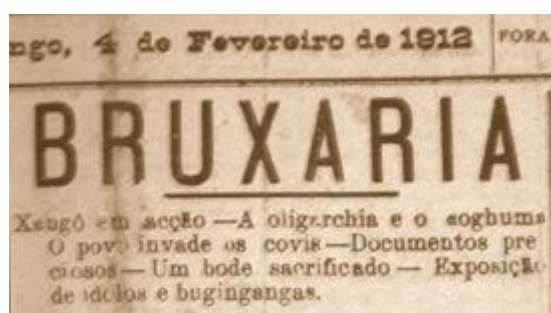 ngo, 4 de Fevereiro de 1912
FORA
BRUXARIA
Xangô em acção — A oligarchia e o
O povo invade os covis — Documentos pre
ciosos — Um bode sacrificado — Exposição
de idolos e bugingangas.